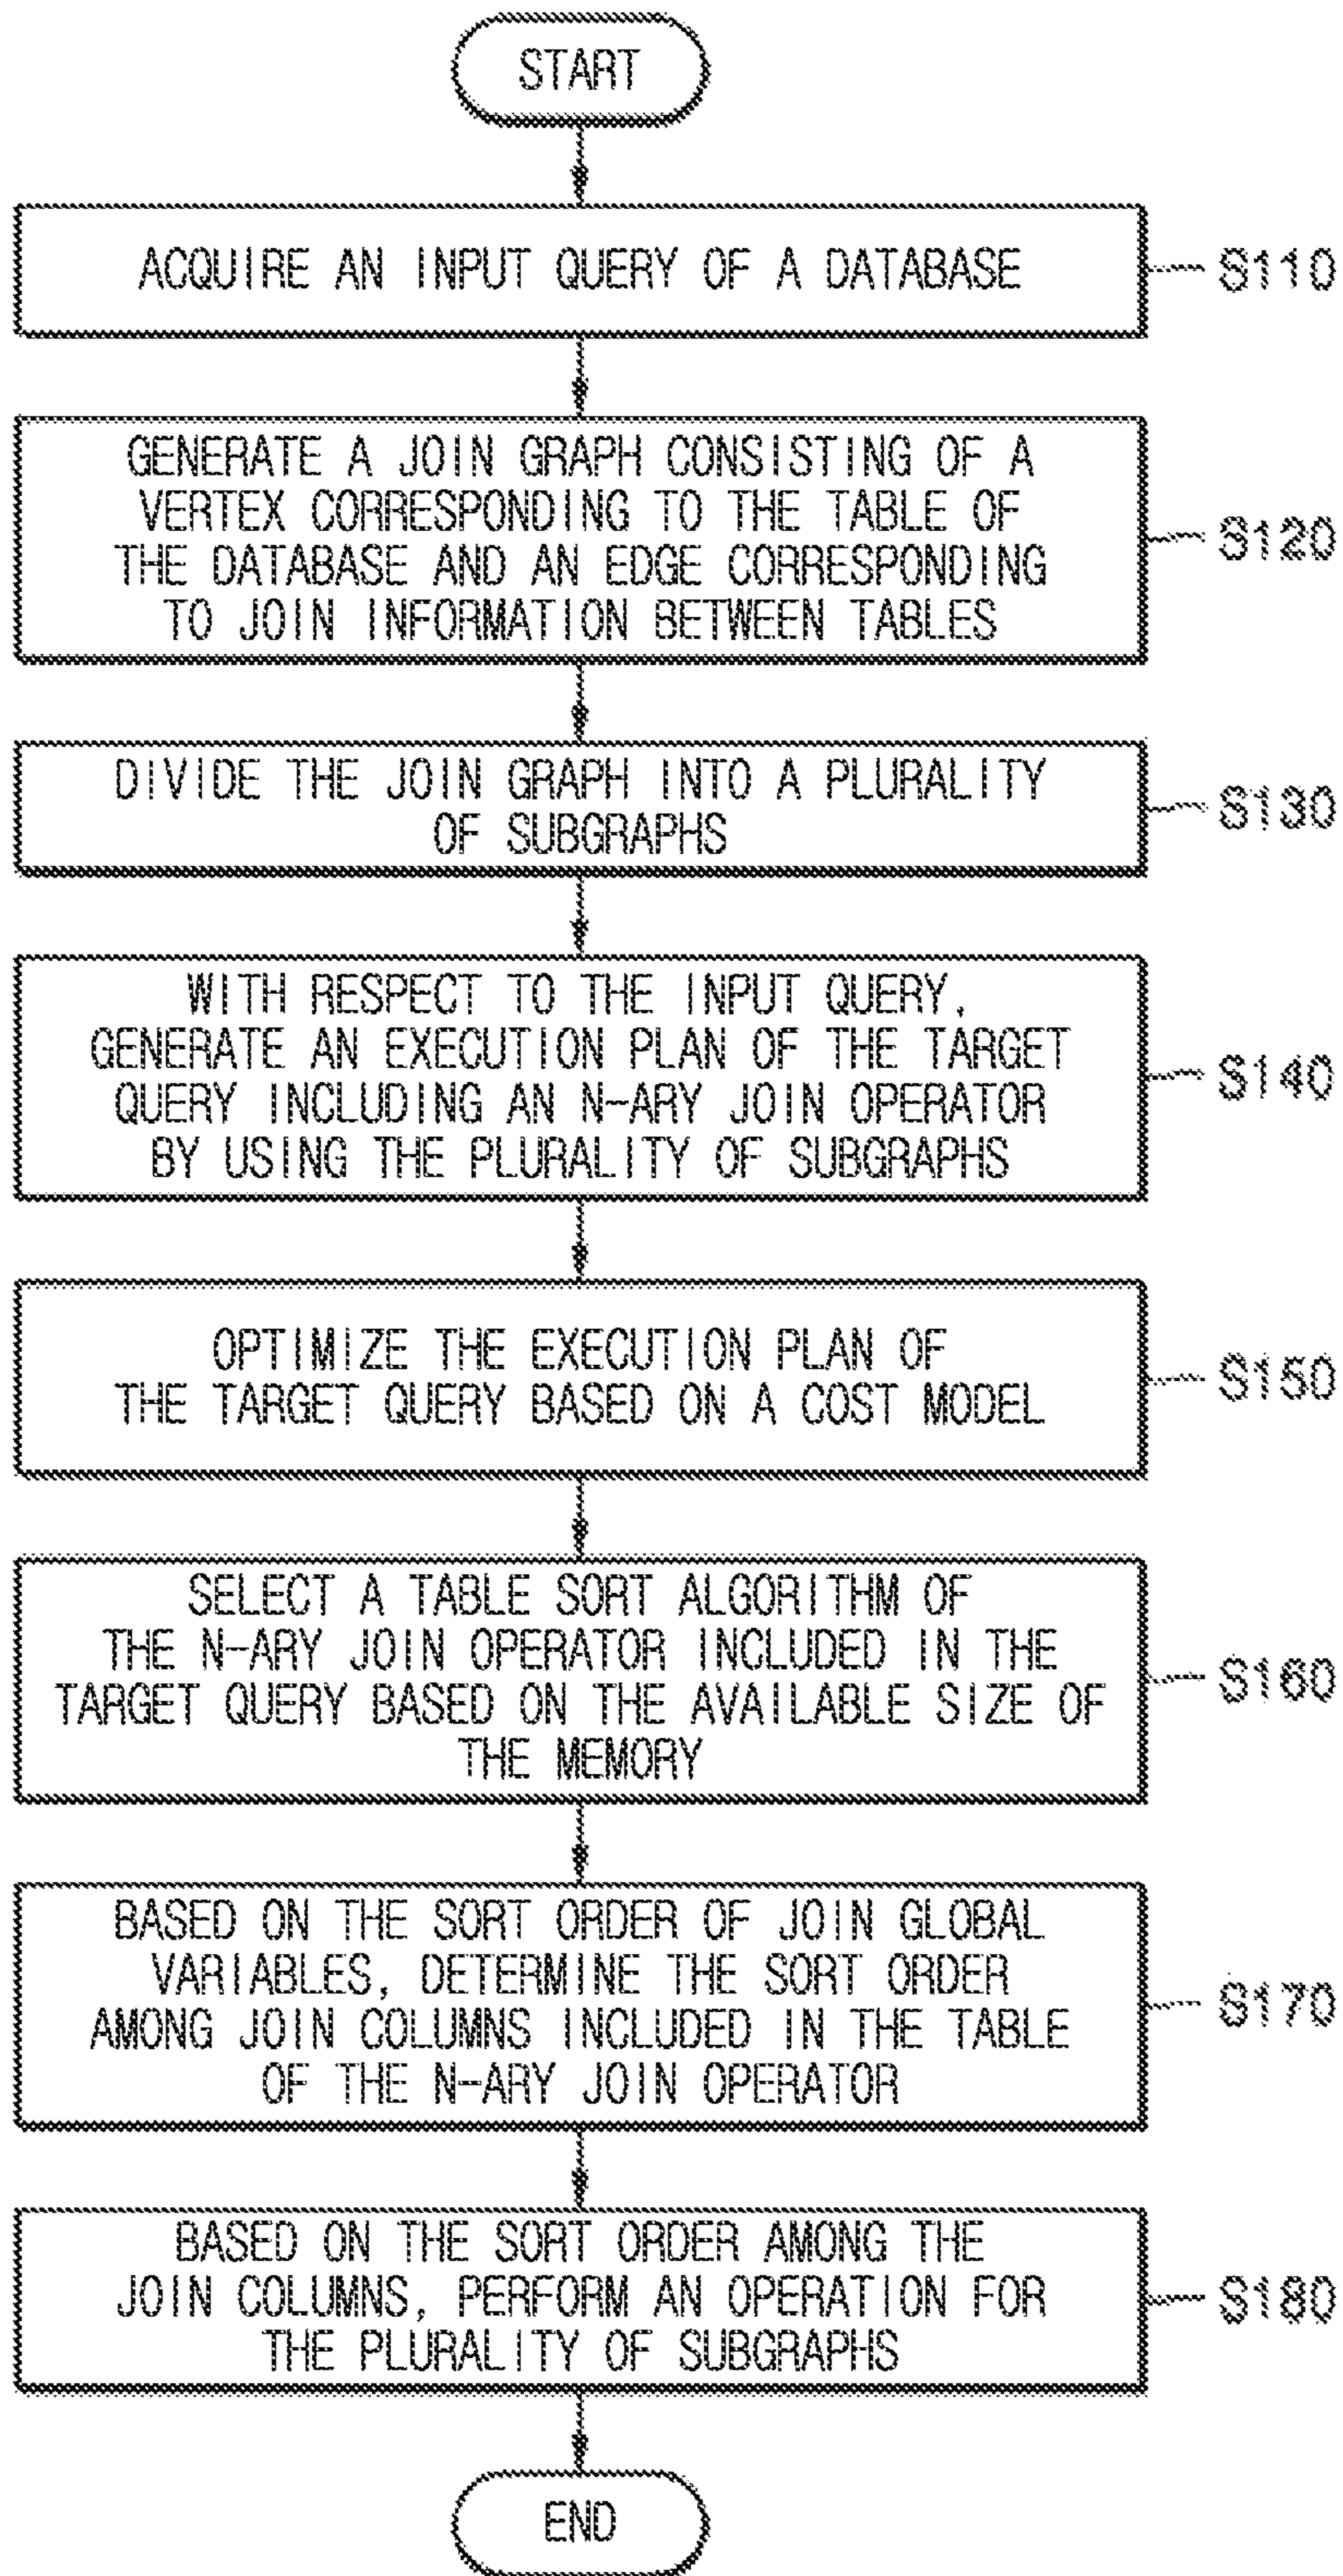 START
ACQUIRE AN INPUT QUERY OF A DATABASE
S110
GENERATE A JOIN GRAPH CONSISTING OF A
VERTEX CORRESPONDING TO THE TABLE OF
THE DATABASE AND AN EDGE CORRESPONDING
TO JOIN INFORMATION BETWEEN TABLES
S120
DIVIDE THE JOIN GRAPH INTO A PLURALITY
OF SUBGRAPHS
S130
WITH RESPECT TO THE INPUT QUERY,
GENERATE AN EXECUTION PLAN OF THE TARGET
QUERY INCLUDING AN N-ARY JOIN OPERATOR
BY USING THE PLURALITY OF SUBGRAPHS
S140
OPTIMIZE THE EXECUTION PLAN OF
THE TARGET QUERY BASED ON A COST MODEL
S150
SELECT A TABLE SORT ALGORITHM OF
THE N-ARY JOIN OPERATOR INCLUDED IN THE
TARGET QUERY BASED ON THE AVAILABLE SIZE OF
THE MEMORY
S160
BASED ON THE SORT ORDER OF JOIN GLOBAL
VARIABLES, DETERMINE THE SORT ORDER
AMONG JOIN COLUMNS INCLUDED IN THE TABLE
OF THE N-ARY JOIN OPERATOR
S170
BASED ON THE SORT ORDER AMONG THE
JOIN COLUMNS, PERFORM AN OPERATION FOR
THE PLURALITY OF SUBGRAPHS
S180
END